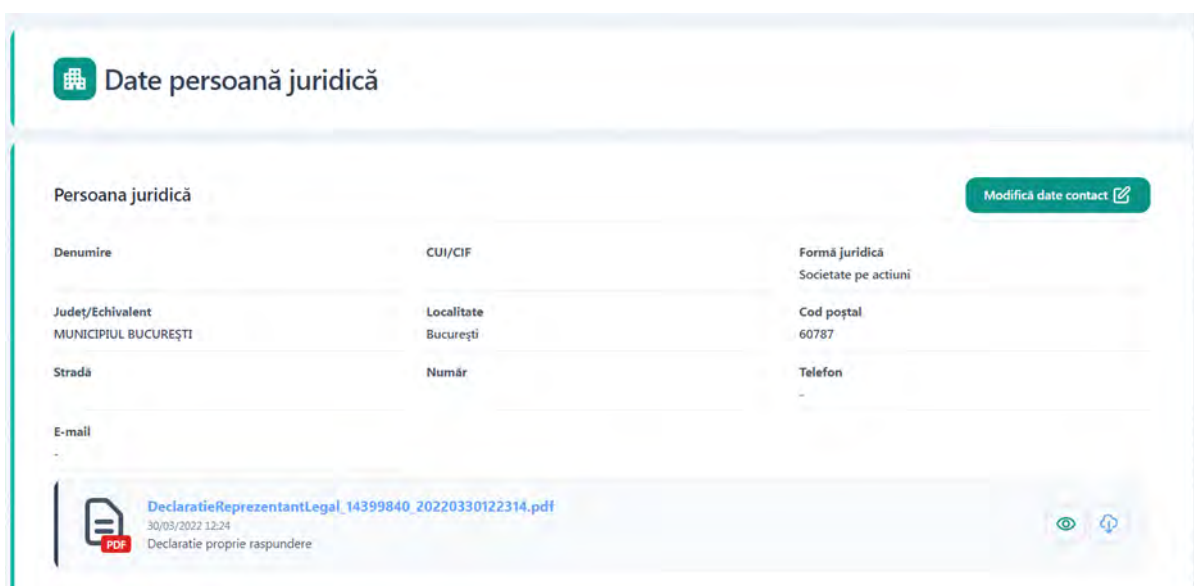 Date persoană juridică
Persoana juridică
Modifică date contact
Denumire
CUI/CIF
Formă juridică
Societate pe actiuni
Județ/Echivalent
MUNICIPIUL BUCUREȘTI
Localitate
București
Cod poștal
60787
Stradă
Număr
Telefon
-
E-mail
-
DeclaratieReprezentantLegal_14399840_20220330122314.pdf
30/03/2022 12:24
Declaratie proprie raspundere
PDF